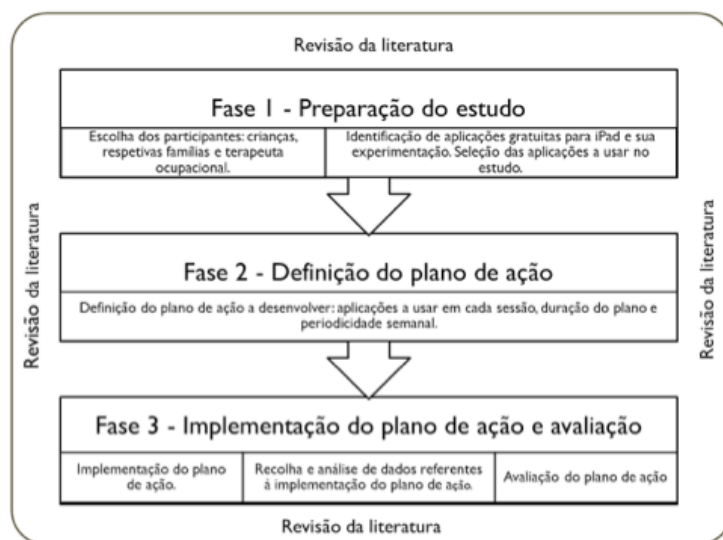 Revisão da literatura
Fase 1 - Preparação do estudo
Escolha dos participantes: crianças,
respetivas famílias e terapeuta
ocupacional.
Identificação de aplicações gratuitas para iPad e sua
experimentação. Seleção das aplicações a usar no
estudo.
Revisão da literatura
Fase 2 - Definição do plano de ação
Definição do plano de ação a desenvolver: aplicações a usar em cada sessão, duração do plano e
periodicidade semanal.
Revisão da literatura
Fase 3 - Implementação do plano de ação e avaliação
Implementação do plano
de ação.
Recolha e análise de dados referentes
á implementação do plano de ação.
Avaliação do plano de ação
Revisão da literatura